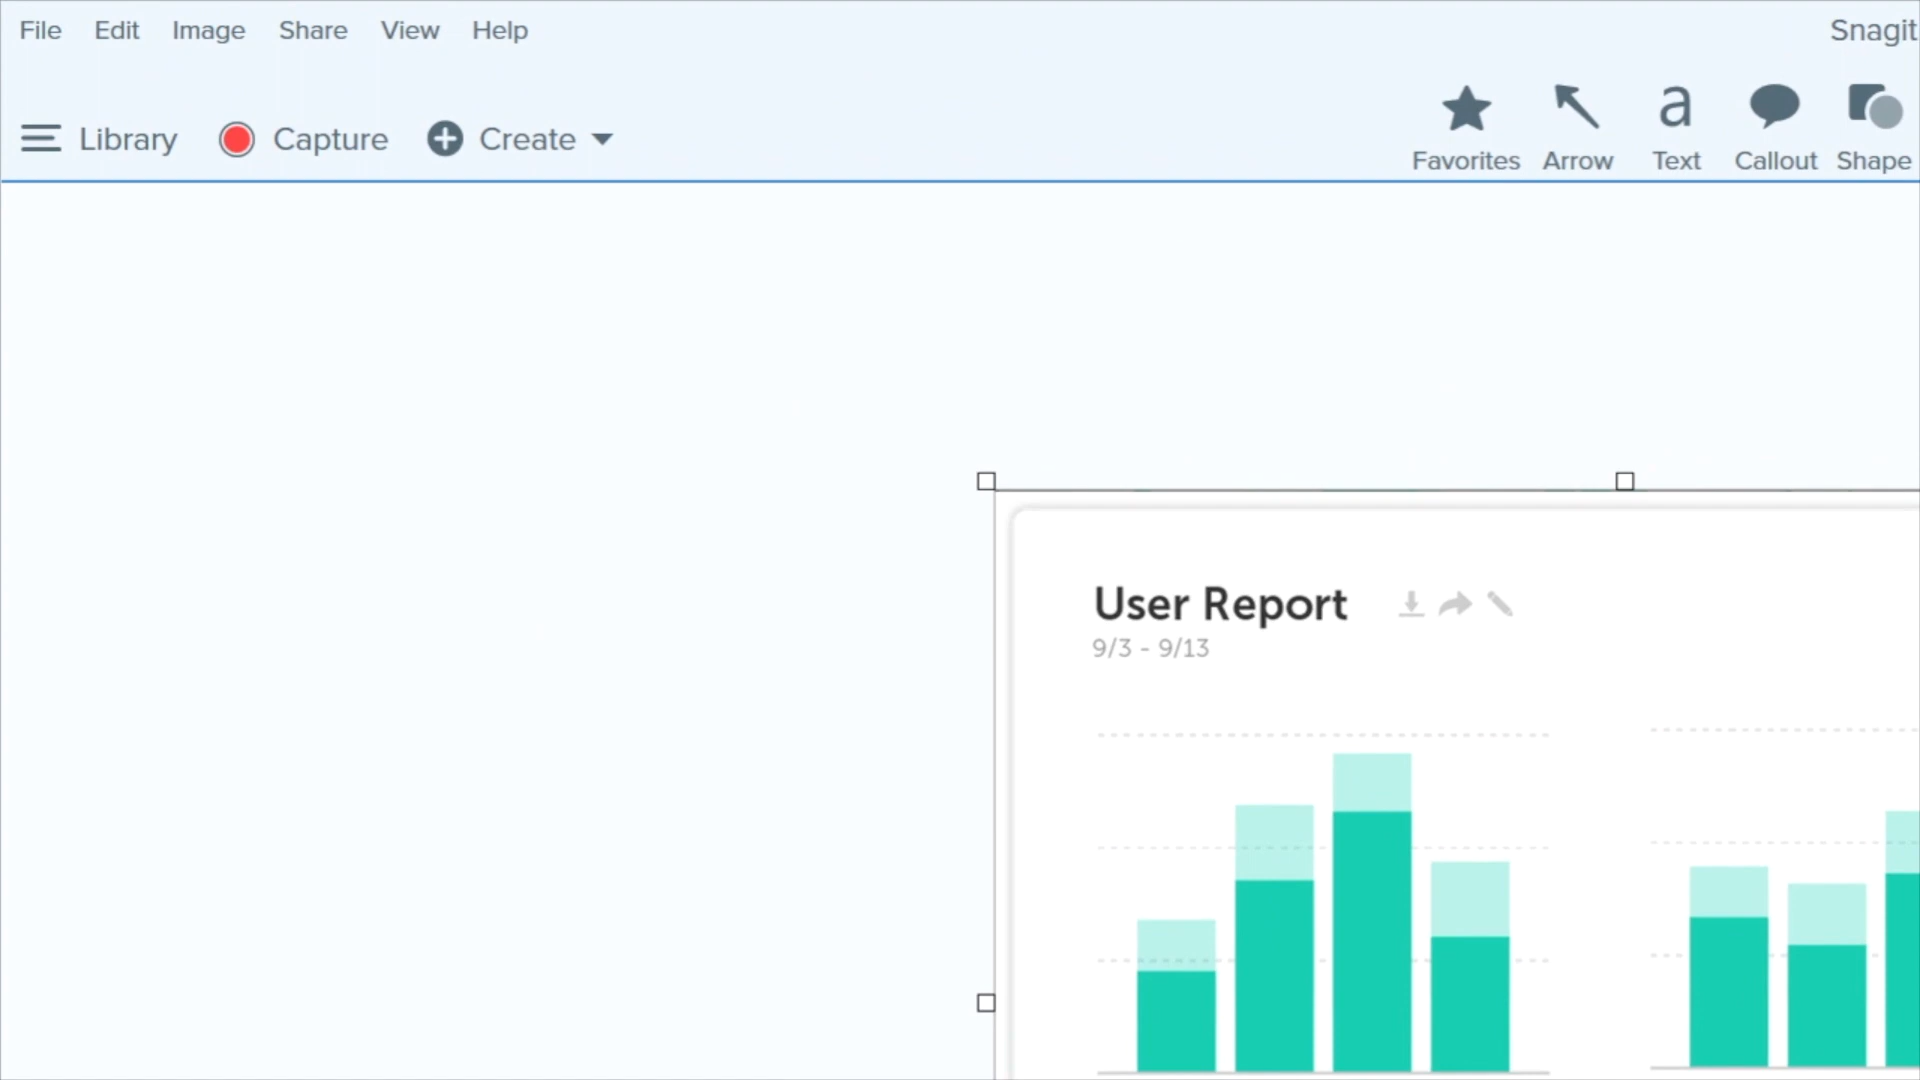 File Edit Image Share View Help
Snagit
Library Capture Create
Favorites Arrow a Text Callout Shape
User Report
9/3 - 9/13